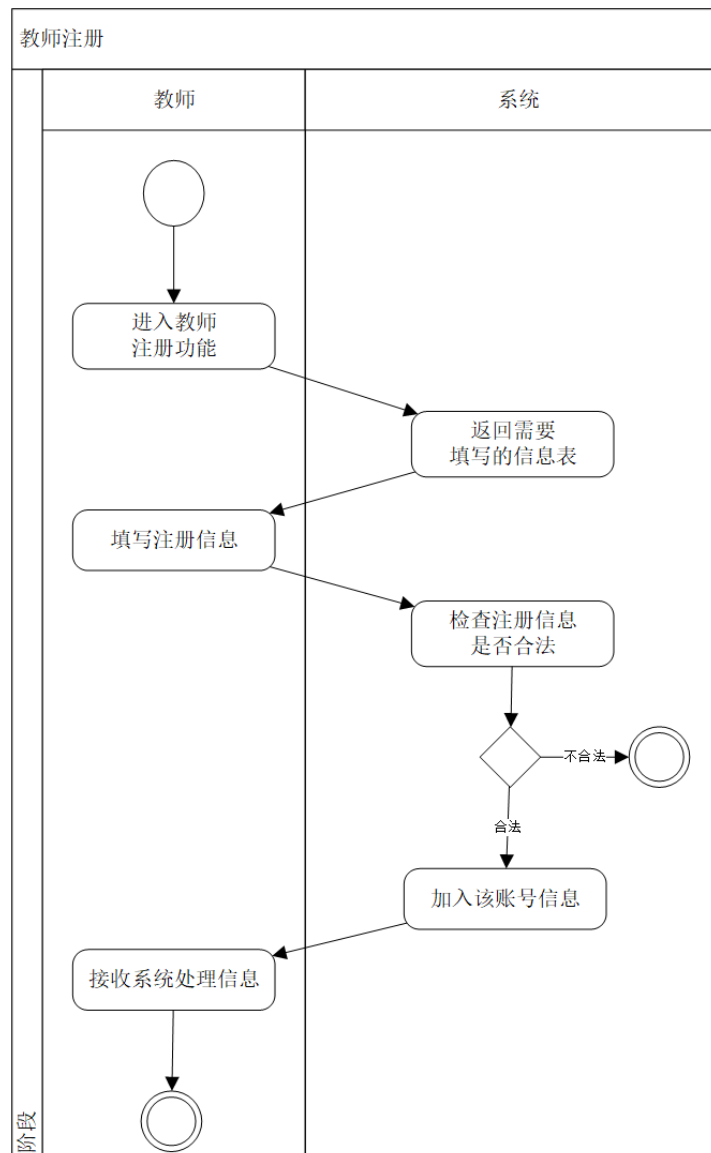 教师注册
教师
系统
进入教师
注册功能
返回需要
填写的信息表
填写注册信息
检查注册信息
是否合法
不合法
合法
加入该账号信息
接收系统处理信息
阶段